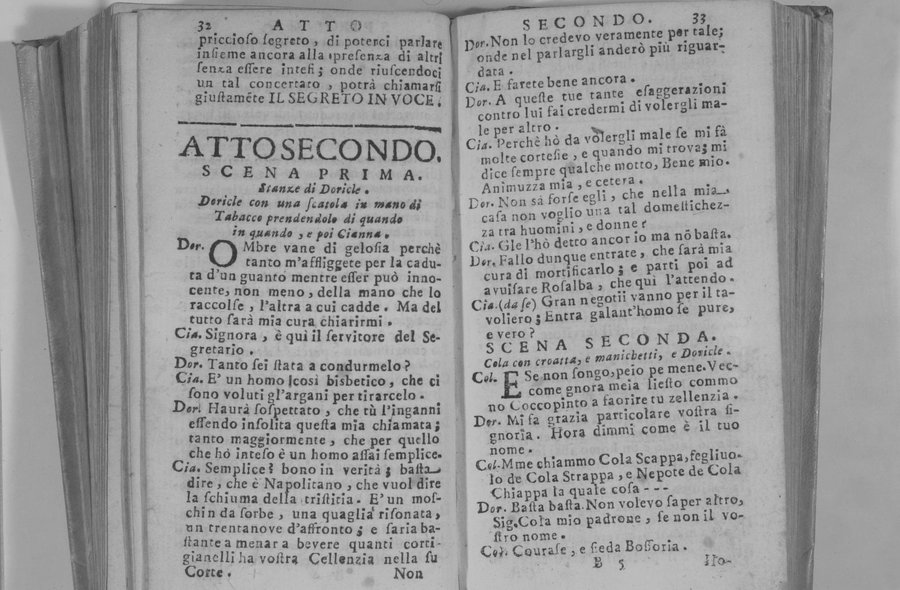 32 ATTO
priccioso segreto, di potersi parlare
insieme ancora alla presenza di altri
senza essere intesi; onde riuscendoci
un tal concertato, potrà chiamarsi
giustaméte IL SEGRETO IN VOCE.
ATTO SECONDO.
SCENA PRIMA.
Stanze di Doricle.
Doricle con una scatola in mano di
Tabacco prendendole di quando
in quando, e poi Cianna.
Dor. OMbre vane di gelosia perchè
tanto m'affliggete per la cadu-
ta d'un guanto mentre esser può inno-
cente, non meno, della mano che lo
raccolse, l'altra a cui cadde. Ma del
tutto sarà mia cura chiarirmi.
Cia. Signora, è quì il servitore del Se-
gretario.
Dor. Tanto sei stata a condurmelo?
Cia. E' un homo così bisbetico, che ci
sono voluti gl'argani per tirarcelo.
Dor. Haurà sospettato, che tù l'inganni
essendo insolita questa mia chiamata;
tanto maggiormente, che per quello
che hò inteso è un homo assai semplice.
Cia. Semplice? bono in verità; basta
dire, che è Napolitano, che vuol dire
la schiuma della tristitia. E' un mos-
chin da sorbe, una quaglia risonata,
un trentanove d'affronto; e saria ba-
stante a menar a bevere quanti corti-
gianelli ha vostra Cellenzia nella su
Corte. Non
SECONDO. 33
Dor. Non lo credevo veramente per tale;
onde nel parlargli anderò più riguar-
data.
Cia. E farete bene ancora.
Dor. A queste tue tante esaggerazioni
contro lui fai credermi di volergli ma-
le per altro.
Cia. Perchè hò da volergli male se mi fà
molte cortesie, e quando mi trova; mi
dice sempre qualche motto, Bene mio.
Animuzza mia, e cetera.
Dor. Non sà forse egli, che nella mia
casa non voglio una tal domestichez-
za tra huomini, e donne?
Cia. Gle l'hò detto ancor io ma nō basta.
Dor. Fallo dunque entrate, che sarà mia
cura di mortificarlo; e parti poi ad
avuisare Rosalba, che quì l'attendo.
Cia. (da se) Gran negotii vanno per il ta-
voliero; Entra galant'homo se pure,
e vero?
SCENA SECONDA.
Cola con croatta, e manichetti, e Doricle.
Col. ESe non songo, peio pe mene. Vec-
come gnora meia liesto commo
no Coccopinto a faorire tu zellenzia.
Dor. Mi fa grazia particolare vostra si-
gnoria. Hora dimmi come è il tuo
nome.
Col. Mme chiammo Cola Scappa, fegliuo-
lo de Cola Strappa, e Nepote de Cola
Chiappa la quale cosa - - -
Dor. Basta basta. Non volevo saper altro,
Sig. Cola mio padrone, se non il vo-
stro nome.
Col. Courase, e sieda Bossoria.
B 5 Ho-